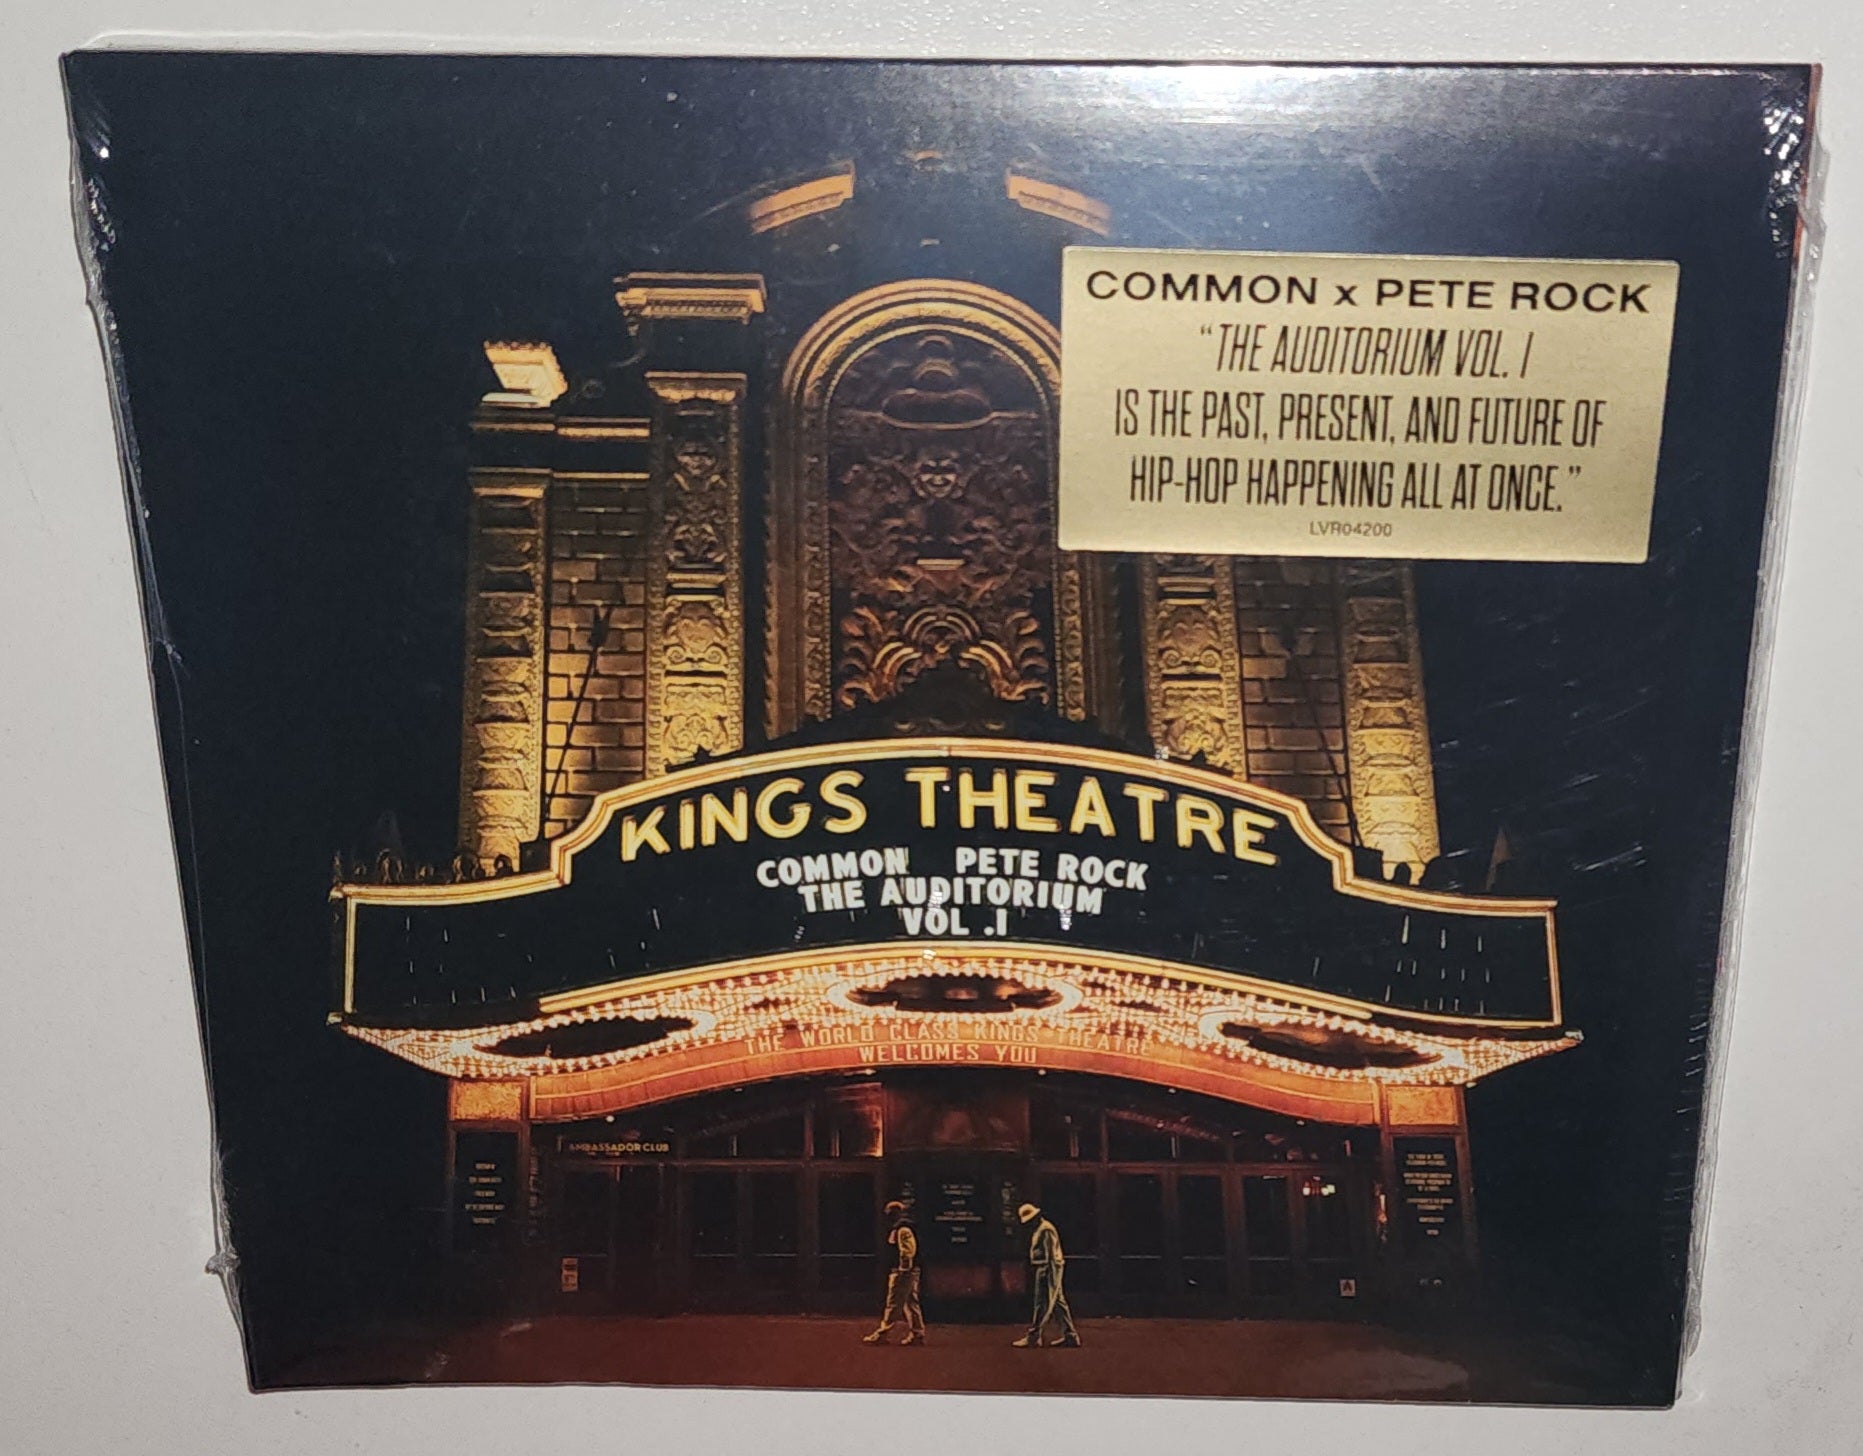 COMMON x PETE ROCK
“THE AUDITORIUM VOL. I
IS THE PAST, PRESENT, AND FUTURE OF
HIP-HOP HAPPENING ALL AT ONCE.”
LVR04200
KINGS THEATRE
COMMON PETE ROCK
THE AUDITORIUM
VOL .I
THE WORLD CLASS KINGS THEATRE
WELCOMES YOU
AMBASSADOR CLUB